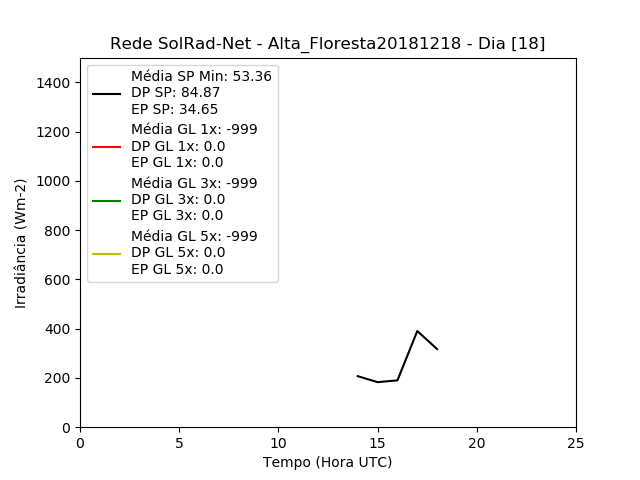 Rede SolRad-Net - Alta_Floresta20181218 - Dia [18]
Média SP Min: 53.36
DP SP: 84.87
EP SP: 34.65
Média GL 1x: -999
DP GL 1x: 0.0
EP GL 1x: 0.0
Média GL 3x: -999
DP GL 3x: 0.0
EP GL 3x: 0.0
Média GL 5x: -999
DP GL 5x: 0.0
EP GL 5x: 0.0
1400
1200
1000
800
600
400
200
0
Irradiância (Wm-2)
0 5 10 15 20 25
Tempo (Hora UTC)